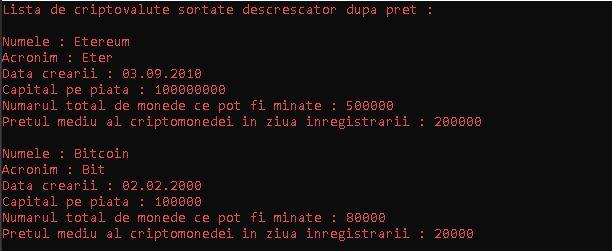 Lista de criptovalute sortate descrescator dupa pret :
Numele : Etereum
Acronim : Eter
Data crearii : 03.09.2010
Capital pe piata : 100000000
Numarul total de monede ce pot fi minate : 500000
Pretul mediu al criptomonedei in ziua inregistrarii : 200000
Numele : Bitcoin
Acronim : Bit
Data crearii : 02.02.2000
Capital pe piata : 100000
Numarul total de monede ce pot fi minate : 80000
Pretul mediu al criptomonedei in ziua inregistrarii : 20000